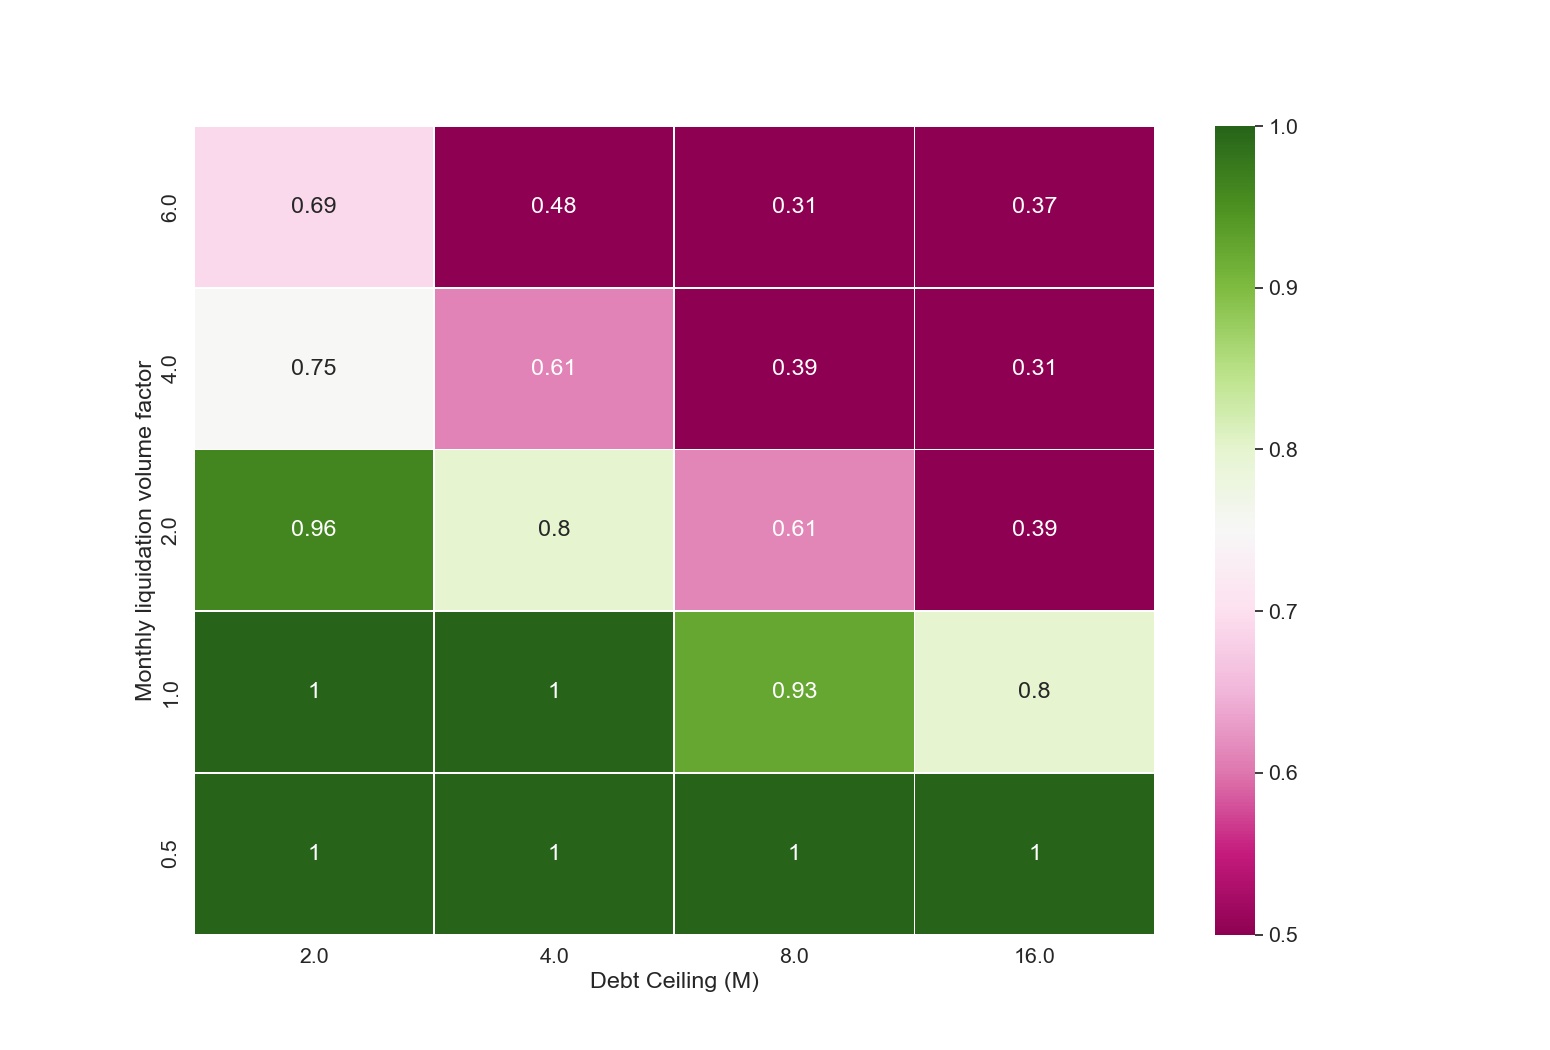 1.0
6.0 0.69 0.48 0.31 0.37
0.9
4.0 0.75 0.61 0.39 0.31
0.8
Monthly liquidation volume factor
2.0 0.96 0.8 0.61 0.39
0.7
1.0 1 1 0.93 0.8
0.6
0.5 1 1 1 1
0.5
2.0 4.0 8.0 16.0
Debt Ceiling (M)